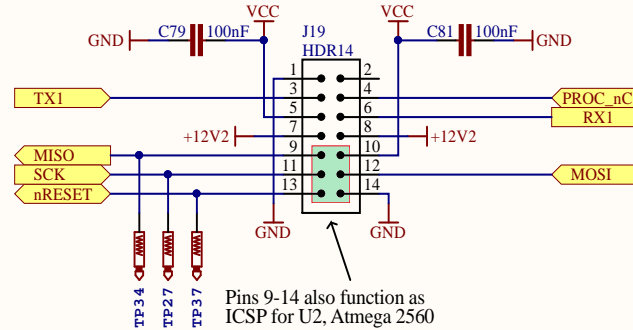 VCC
VCC
C79 100nF
J19
C81 100nF
GND
HDR14
GND
1 2
TX1
3 4
PROC_nC
5 6
RX1
+12V2
7 8
+12V2
MISO
9 10
SCK
11 12
MOSI
nRESET
13 14
GND
GND
TP34
TP27
TP37
Pins 9-14 also function as
ICSP for U2, Atmega 2560